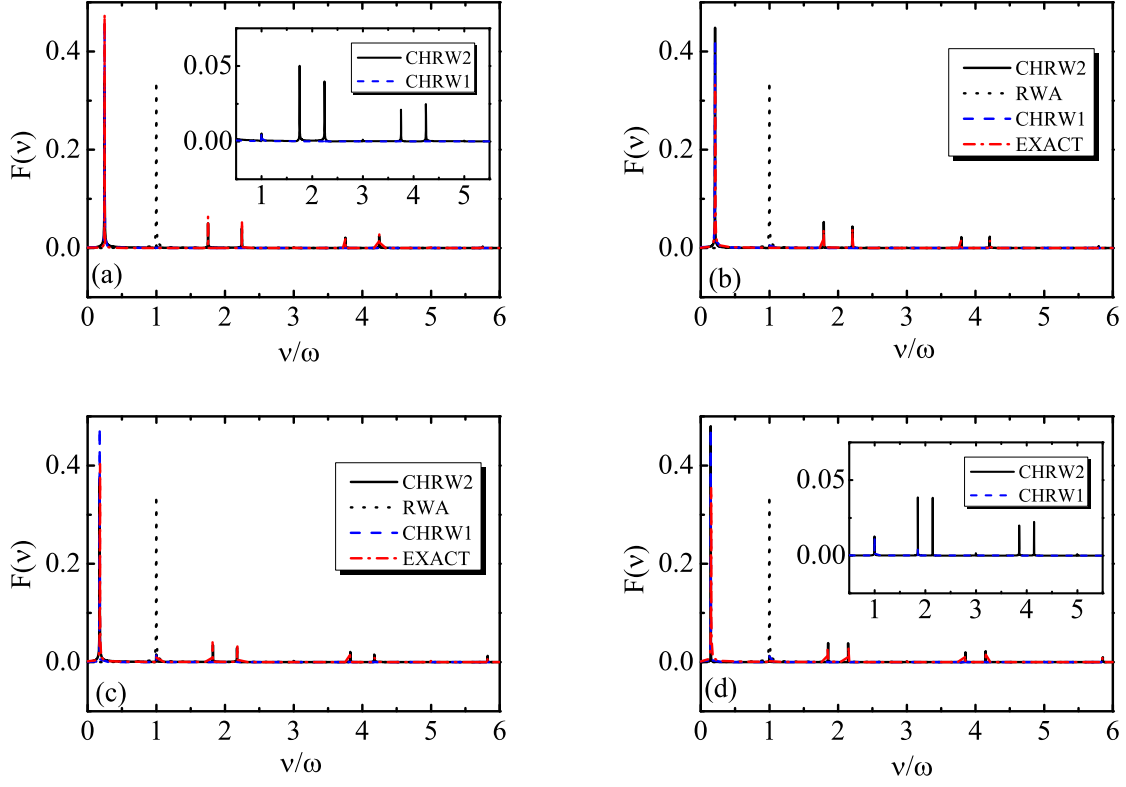 0.4
0.2
0.0
F(ν)
0.05
0.00
CHRW2
CHRW1
1 2 3 4 5
(a)
0 1 2 3 4 5 6
ν/ω
0.4
0.2
0.0
F(ν)
CHRW2
RWA
CHRW1
EXACT
(b)
0 1 2 3 4 5 6
ν/ω
0.4
0.2
0.0
F(ν)
CHRW2
RWA
CHRW1
EXACT
(c)
0 1 2 3 4 5 6
ν/ω
0.4
0.2
0.0
F(ν)
0.05
0.00
CHRW2
CHRW1
1 2 3 4 5
(d)
0 1 2 3 4 5 6
ν/ω